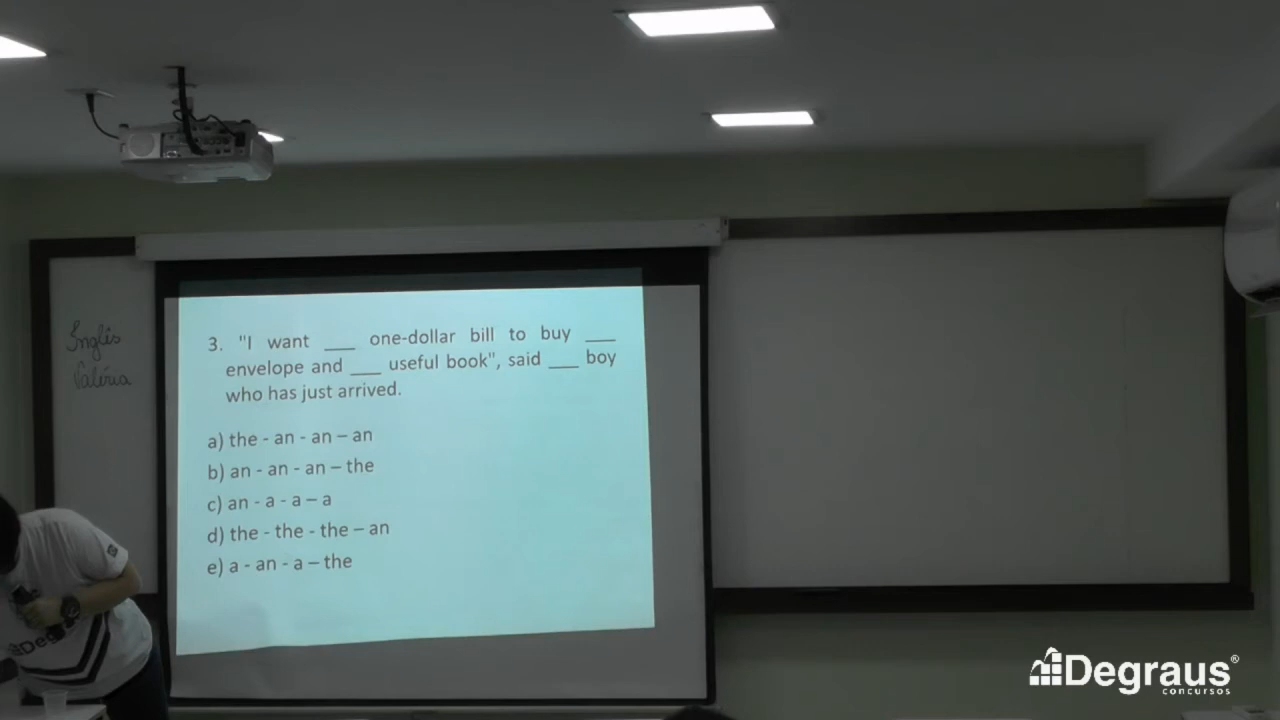 Inglês
Valéria
3. "I want ___ one-dollar bill to buy ___
envelope and ___ useful book", said ___ boy
who has just arrived.
a) the - an - an – an
b) an - an - an – the
c) an - a - a – a
d) the - the - the – an
e) a - an - a – the
Degraus®
concursos